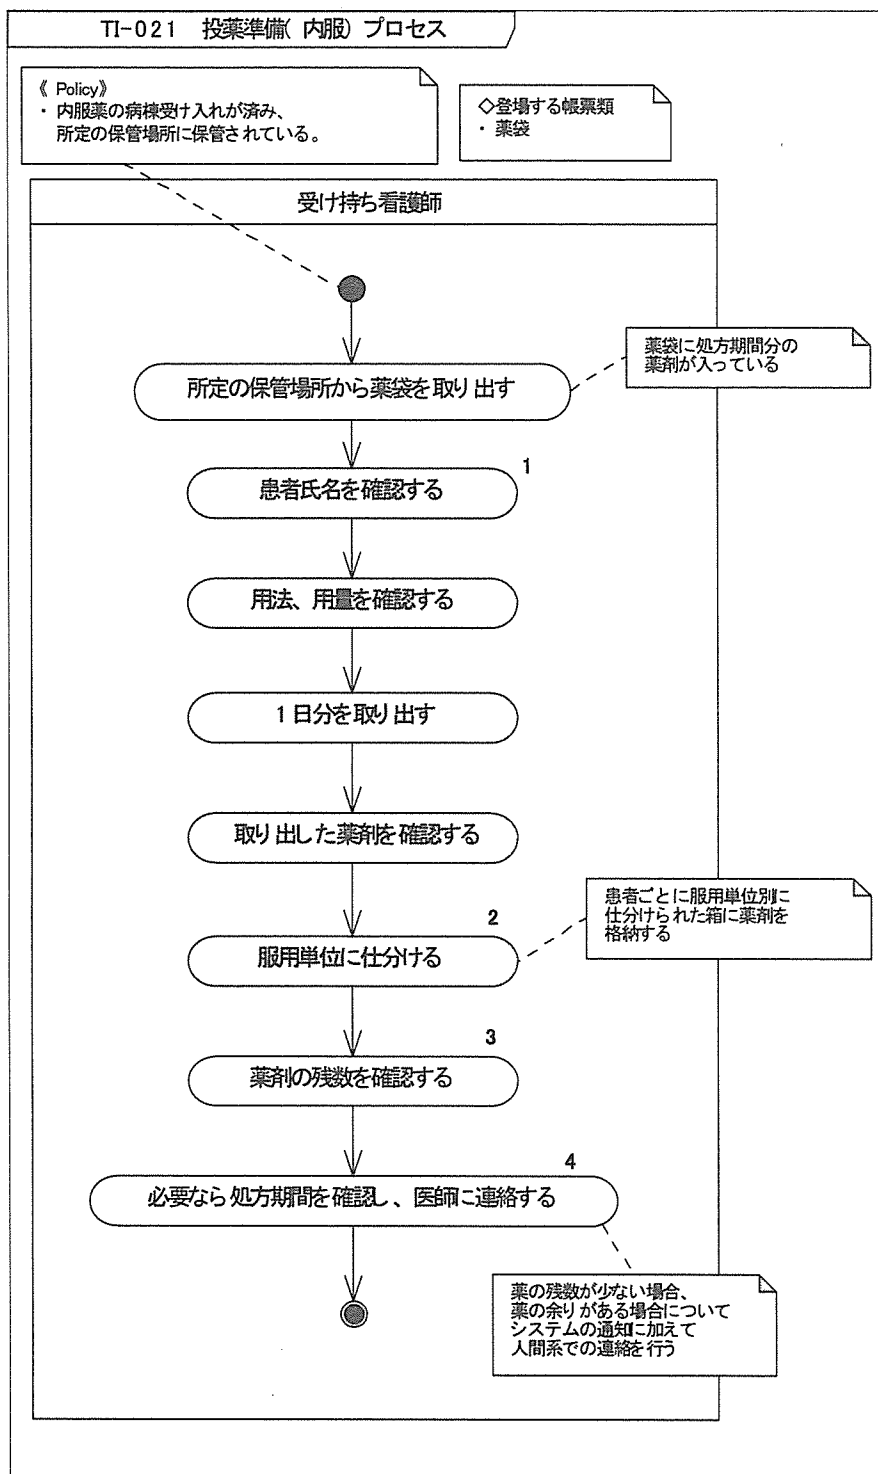 TI-021 投薬準備(内服)プロセス
《Policy》
・内服薬の病棟受け入れが済み、
所定の保管場所に保管されている。
◇登場する帳票類
・薬袋
受け持ち看護師
薬袋に処方期間分の
薬剤が入っている
所定の保管場所から薬袋を取り出す
1
患者氏名を確認する
用法、用量を確認する
1日分を取り出す
取り出した薬剤を確認する
患者ごとに服用単位別に
仕分けられた箱に薬剤を
格納する
2
服用単位に仕分ける
3
薬剤の残数を確認する
4
必要なら処方期間を確認し、医師に連絡する
薬の残数が少ない場合、
薬の余りがある場合について
システムの通知に加えて
人間系での連絡を行う